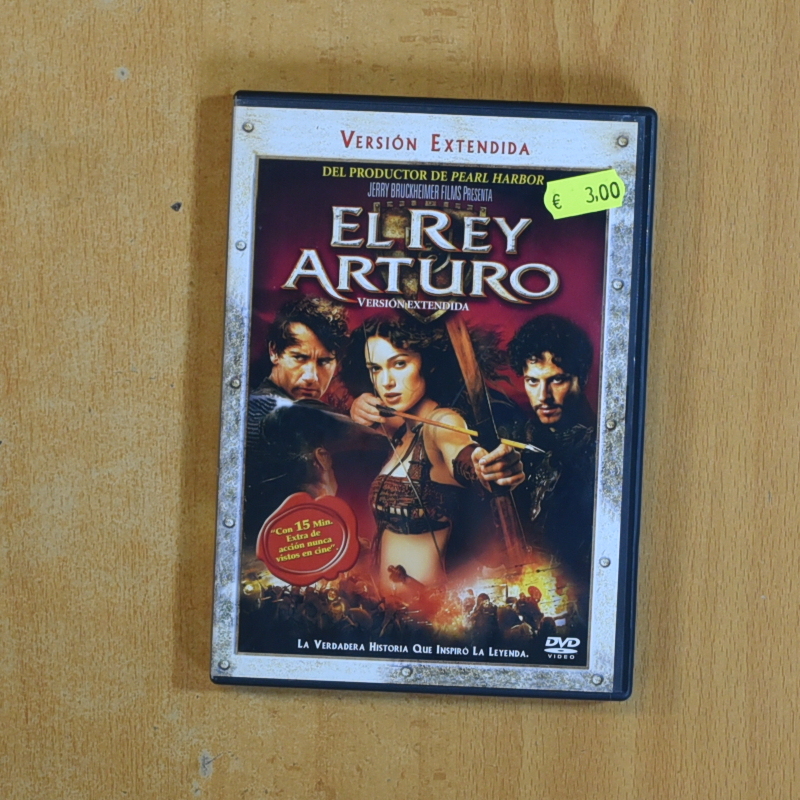 VERSIÓN EXTENDIDA
DEL PRODUCTOR DE PEARL HARBOR
JERRY BRUCKHEIMER FILMS PRESENTA
€ 3,00
EL REY
ARTURO
VERSIÓN EXTENDIDA
"Con 15 Min.
Extra de
acción nunca
vistos en cine".
LA VERDADERA HISTORIA QUE INSPIRÓ LA LEYENDA.
DVD
VIDEO